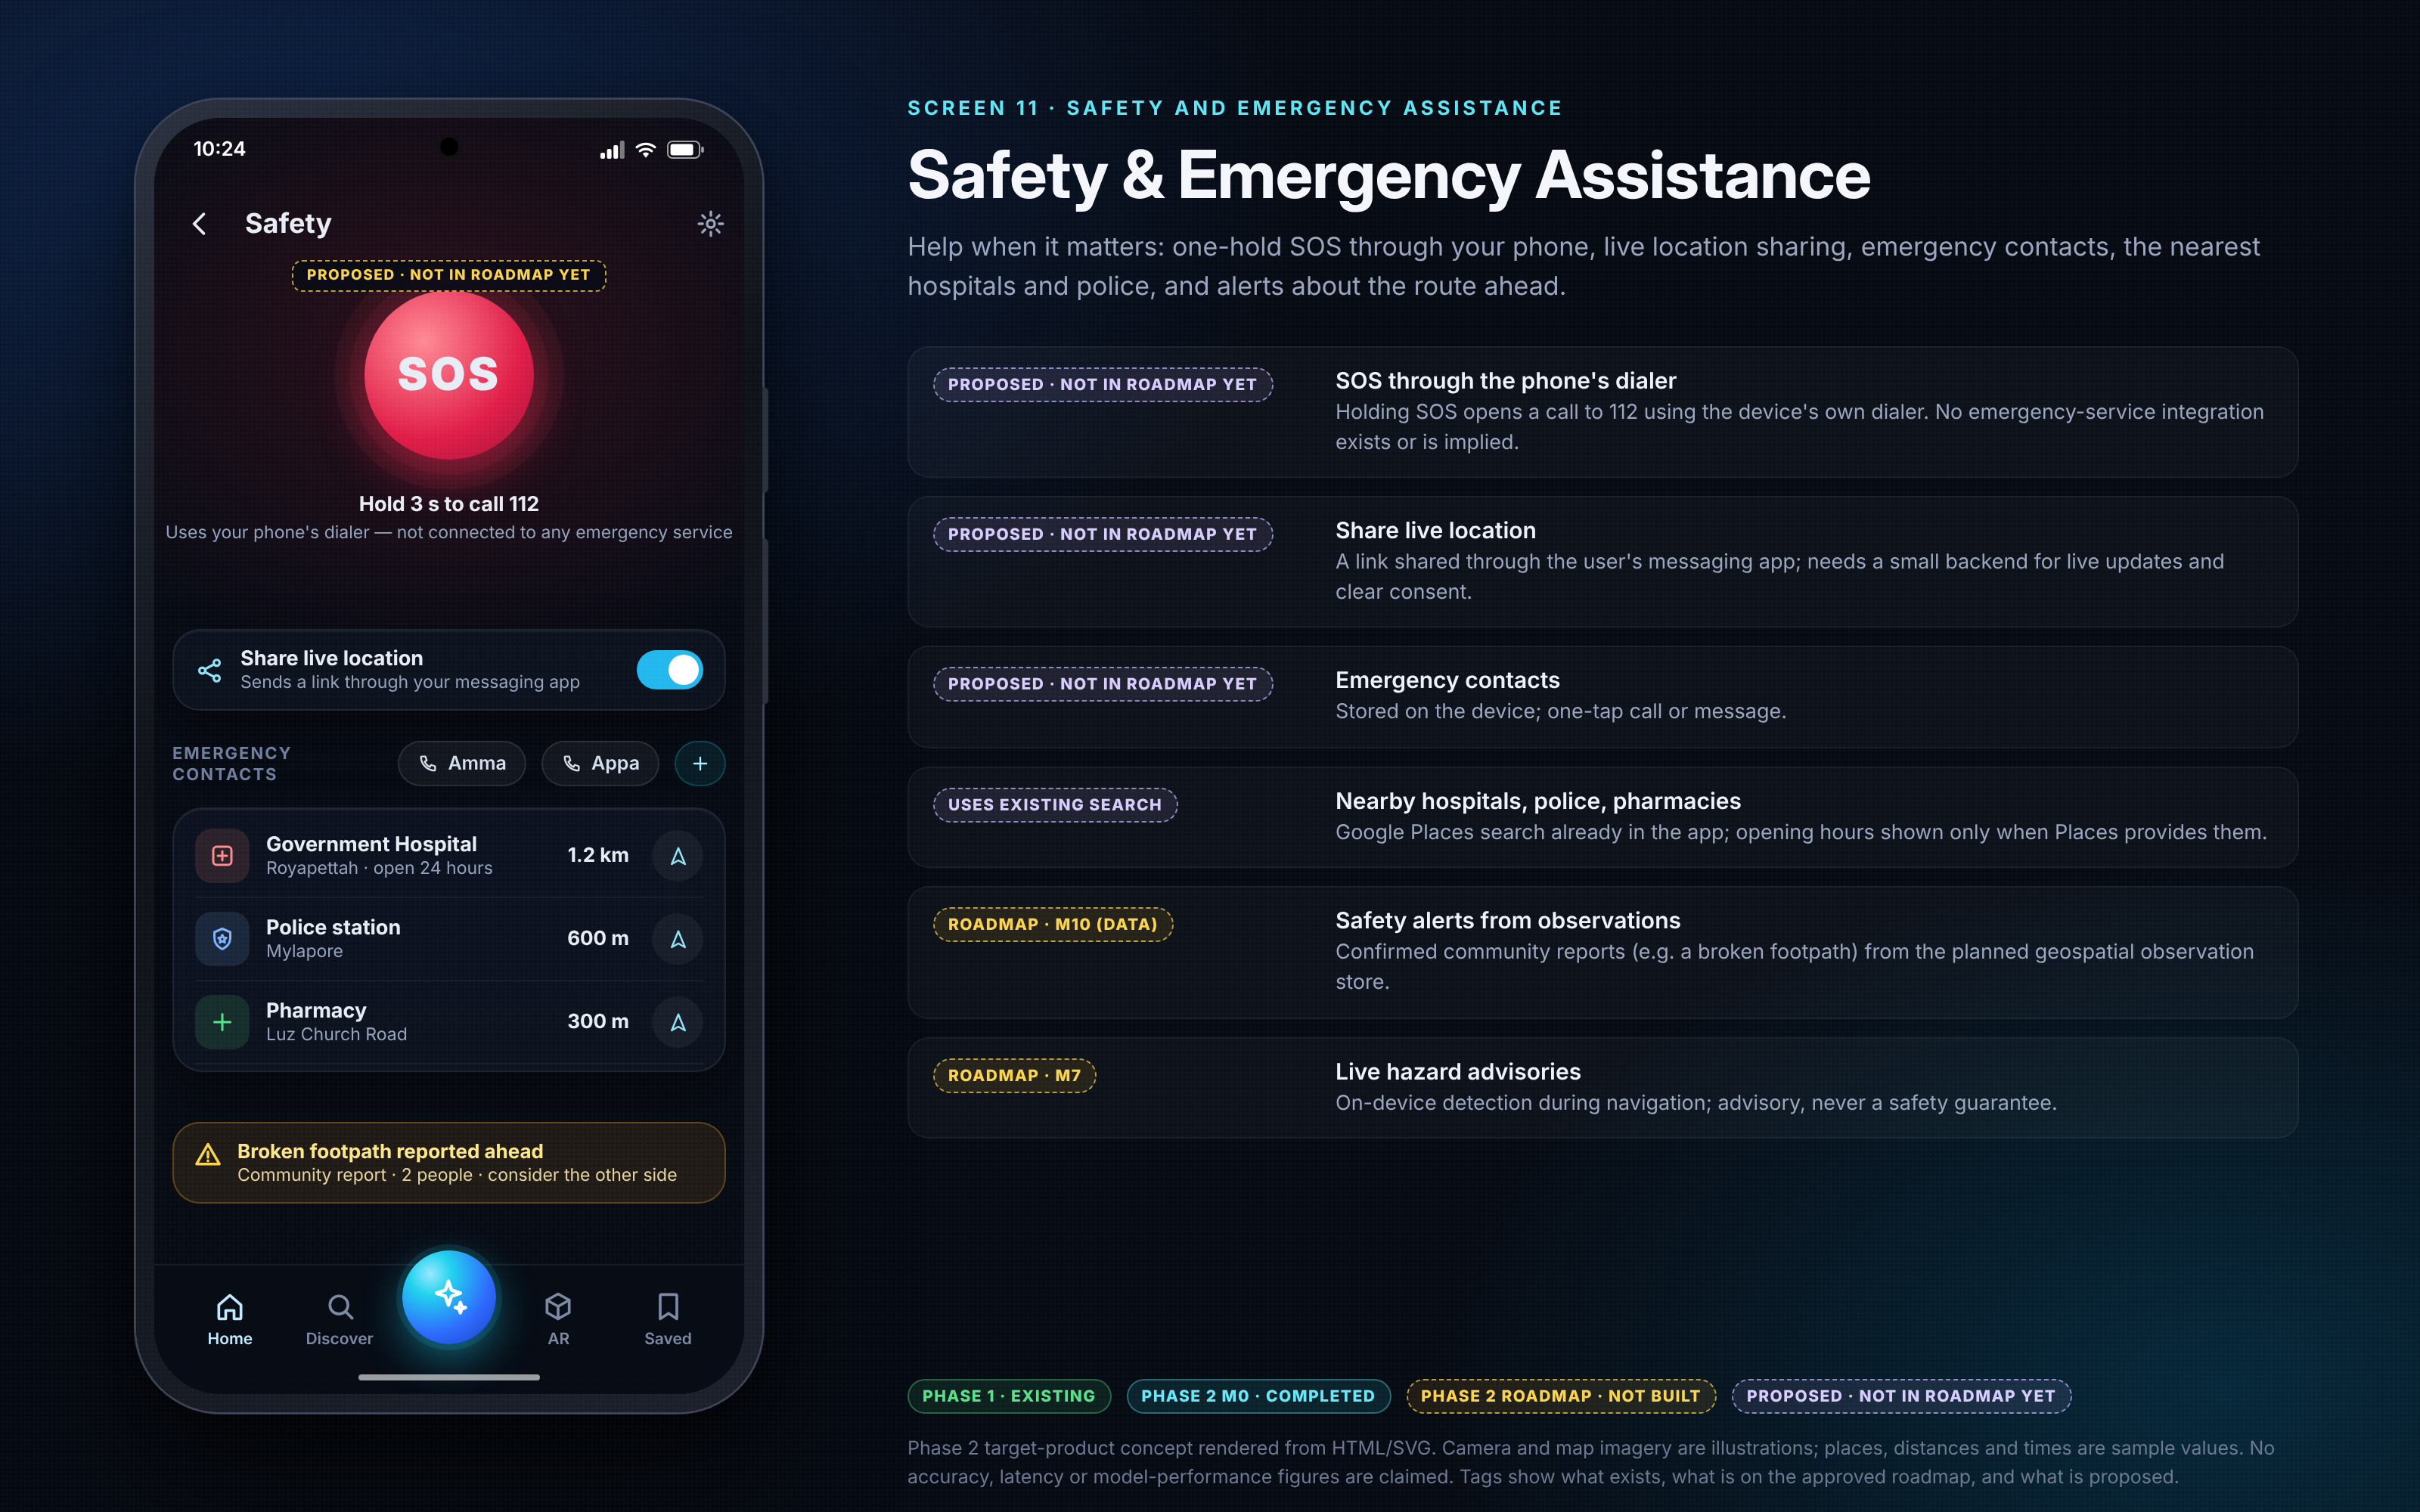 10:24
Safety
PROPOSED · NOT IN ROADMAP YET
SOS
Hold 3 s to call 112
Uses your phone's dialer — not connected to any emergency service
Share live location
Sends a link through your messaging app
EMERGENCY
CONTACTS
Amma
Appa
Government Hospital
Royapettah · open 24 hours
1.2 km
Police station
Mylapore
600 m
Pharmacy
Luz Church Road
300 m
Broken footpath reported ahead
Community report · 2 people · consider the other side
Home
Discover
AR
Saved
SCREEN 11 · SAFETY AND EMERGENCY ASSISTANCE
Safety & Emergency Assistance
Help when it matters: one-hold SOS through your phone, live location sharing, emergency contacts, the nearest
hospitals and police, and alerts about the route ahead.
PROPOSED · NOT IN ROADMAP YET
SOS through the phone's dialer
Holding SOS opens a call to 112 using the device's own dialer. No emergency-service integration
exists or is implied.
PROPOSED · NOT IN ROADMAP YET
Share live location
A link shared through the user's messaging app; needs a small backend for live updates and
clear consent.
PROPOSED · NOT IN ROADMAP YET
Emergency contacts
Stored on the device; one-tap call or message.
USES EXISTING SEARCH
Nearby hospitals, police, pharmacies
Google Places search already in the app; opening hours shown only when Places provides them.
ROADMAP · M10 (DATA)
Safety alerts from observations
Confirmed community reports (e.g. a broken footpath) from the planned geospatial observation
store.
ROADMAP · M7
Live hazard advisories
On-device detection during navigation; advisory, never a safety guarantee.
PHASE 1 · EXISTING
PHASE 2 M0 · COMPLETED
PHASE 2 ROADMAP · NOT BUILT
PROPOSED · NOT IN ROADMAP YET
Phase 2 target-product concept rendered from HTML/SVG. Camera and map imagery are illustrations; places, distances and times are sample values. No
accuracy, latency or model-performance figures are claimed. Tags show what exists, what is on the approved roadmap, and what is proposed.